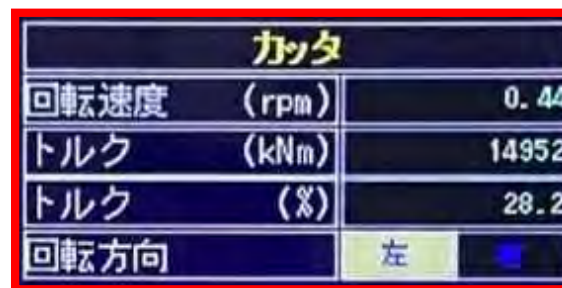 カッタ
回転速度 (rpm) 0.44
トルク (kNm) 14952
トルク (%) 28.2
回転方向 左